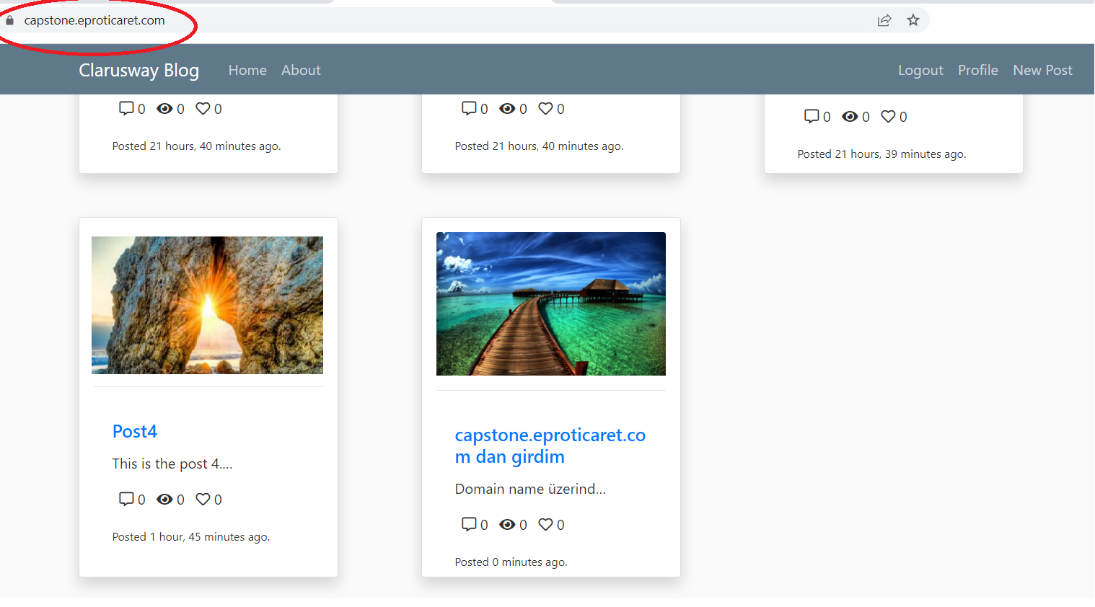 capstone.eproticaret.com
Clarusway Blog Home About Logout Profile New Post
0 0 0
0 0 0
0 0 0
Posted 21 hours, 40 minutes ago.
Posted 21 hours, 40 minutes ago.
Posted 21 hours, 39 minutes ago.
Post4
This is the post 4....
0 0 0
Posted 1 hour, 45 minutes ago.
capstone.eproticaret.co
m dan girdim
Domain name üzerind...
0 0 0
Posted 0 minutes ago.